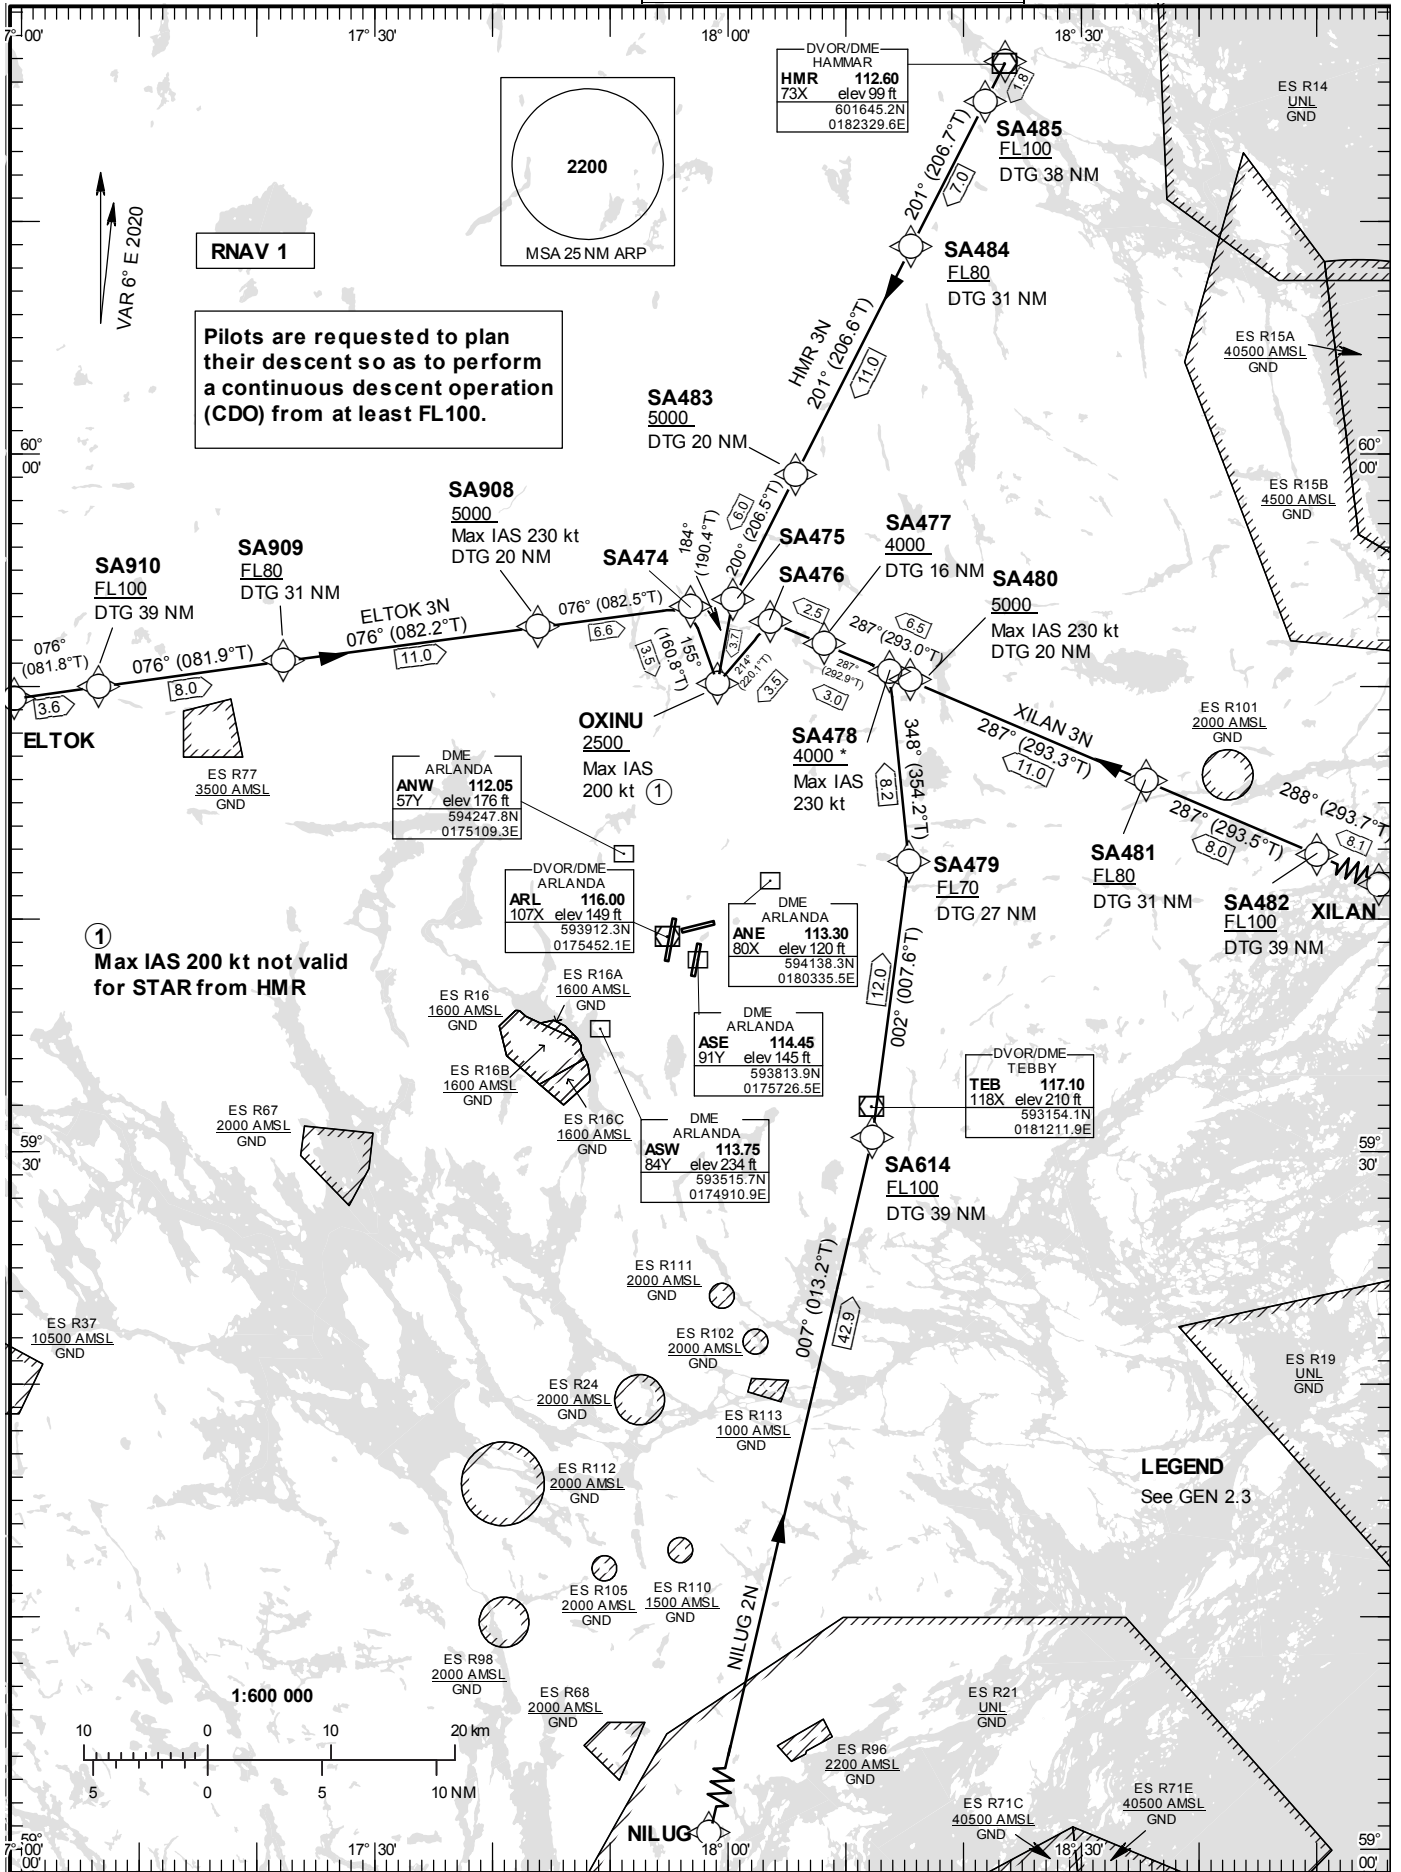 7° 00'
17° 30'
18° 00'
18° 30'
DVOR/DME
HAMMAR
HMR 112.60
73X elev 99 ft
601645.2N
0182329.6E
1.8
ES R14
UNL
GND
SA485
FL100
DTG 38 NM
2200
MSA 25 NM ARP
201° (206.7°T)
7.0
VAR 6° E 2020
RNAV 1
SA484
FL80
DTG 31 NM
Pilots are requested to plan
their descent so as to perform
a continuous descent operation
(CDO) from at least FL100.
HMR 3N
201° (206.6°T)
11.0
ES R15A
40500 AMSL
GND
SA483
5000
DTG 20 NM
60°
00'
60°
00'
ES R15B
4500 AMSL
GND
SA908
5000
Max IAS 230 kt
DTG 20 NM
6.0
200° (206.5°T)
184°
(190.4°T)
SA475
SA477
4000
DTG 16 NM
SA909
FL80
DTG 31 NM
SA474
SA476
SA910
FL100
DTG 39 NM
SA480
5000
Max IAS 230 kt
DTG 20 NM
076°
(081.8°T)
3.6
076° (081.9°T)
8.0
ELTOK 3N
076° (082.2°T)
11.0
076° (082.5°T)
6.6
3.5
155°
(160.8°T)
3.7
214°
(220.1°T)
3.5
2.5
287°
(292.9°T)
3.0
287° (293.0°T)
6.5
ELTOK
OXINU
2500
Max IAS
200 kt 1
SA478
4000 *
Max IAS
230 kt
348° (354.2°T)
8.2
XILAN 3N
287° (293.3°T)
11.0
ES R101
2000 AMSL
GND
ES R77
3500 AMSL
GND
DME
ARLANDA
ANW 112.05
57Y elev 176 ft
594247.8N
0175109.3E
288° (293.7°T)
8.1
287° (293.5°T)
8.0
SA481
FL80
DTG 31 NM
SA479
FL70
DTG 27 NM
SA482
FL100
DTG 39 NM
XILAN
DVOR/DME
ARLANDA
ARL 116.00
107X elev 149 ft
593912.3N
0175452.1E
DME
ARLANDA
ANE 113.30
80X elev 120 ft
594138.3N
0180335.5E
1
Max IAS 200 kt not valid
for STAR from HMR
12.0
002° (007.6°T)
ES R16A
1600 AMSL
GND
ES R16
1600 AMSL
GND
ES R16B
1600 AMSL
GND
ES R16C
1600 AMSL
GND
DME
ARLANDA
ASE 114.45
91Y elev 145 ft
593813.9N
0175726.5E
DVOR/DME
TEBBY
TEB 117.10
118X elev 210 ft
593154.1N
0181211.9E
ES R67
2000 AMSL
GND
DME
ARLANDA
ASW 113.75
84Y elev 234 ft
593515.7N
0174910.9E
59°
30'
59°
30'
SA614
FL100
DTG 39 NM
007° (013.2°T)
42.9
ES R111
2000 AMSL
GND
ES R102
2000 AMSL
GND
ES R37
10500 AMSL
GND
ES R19
UNL
GND
ES R24
2000 AMSL
GND
ES R113
1000 AMSL
GND
ES R112
2000 AMSL
GND
LEGEND
See GEN 2.3
ES R105
2000 AMSL
GND
ES R110
1500 AMSL
GND
NILUG 2N
ES R98
2000 AMSL
GND
ES R68
2000 AMSL
GND
ES R21
UNL
GND
1:600 000
10 0 10 20 km
5 0 5 10 NM
ES R96
2200 AMSL
GND
ES R71C
40500 AMSL
GND
ES R71E
40500 AMSL
GND
NILUG
59°
00'
7° 00'
17° 30'
18° 00'
18° 30'
59°
00'